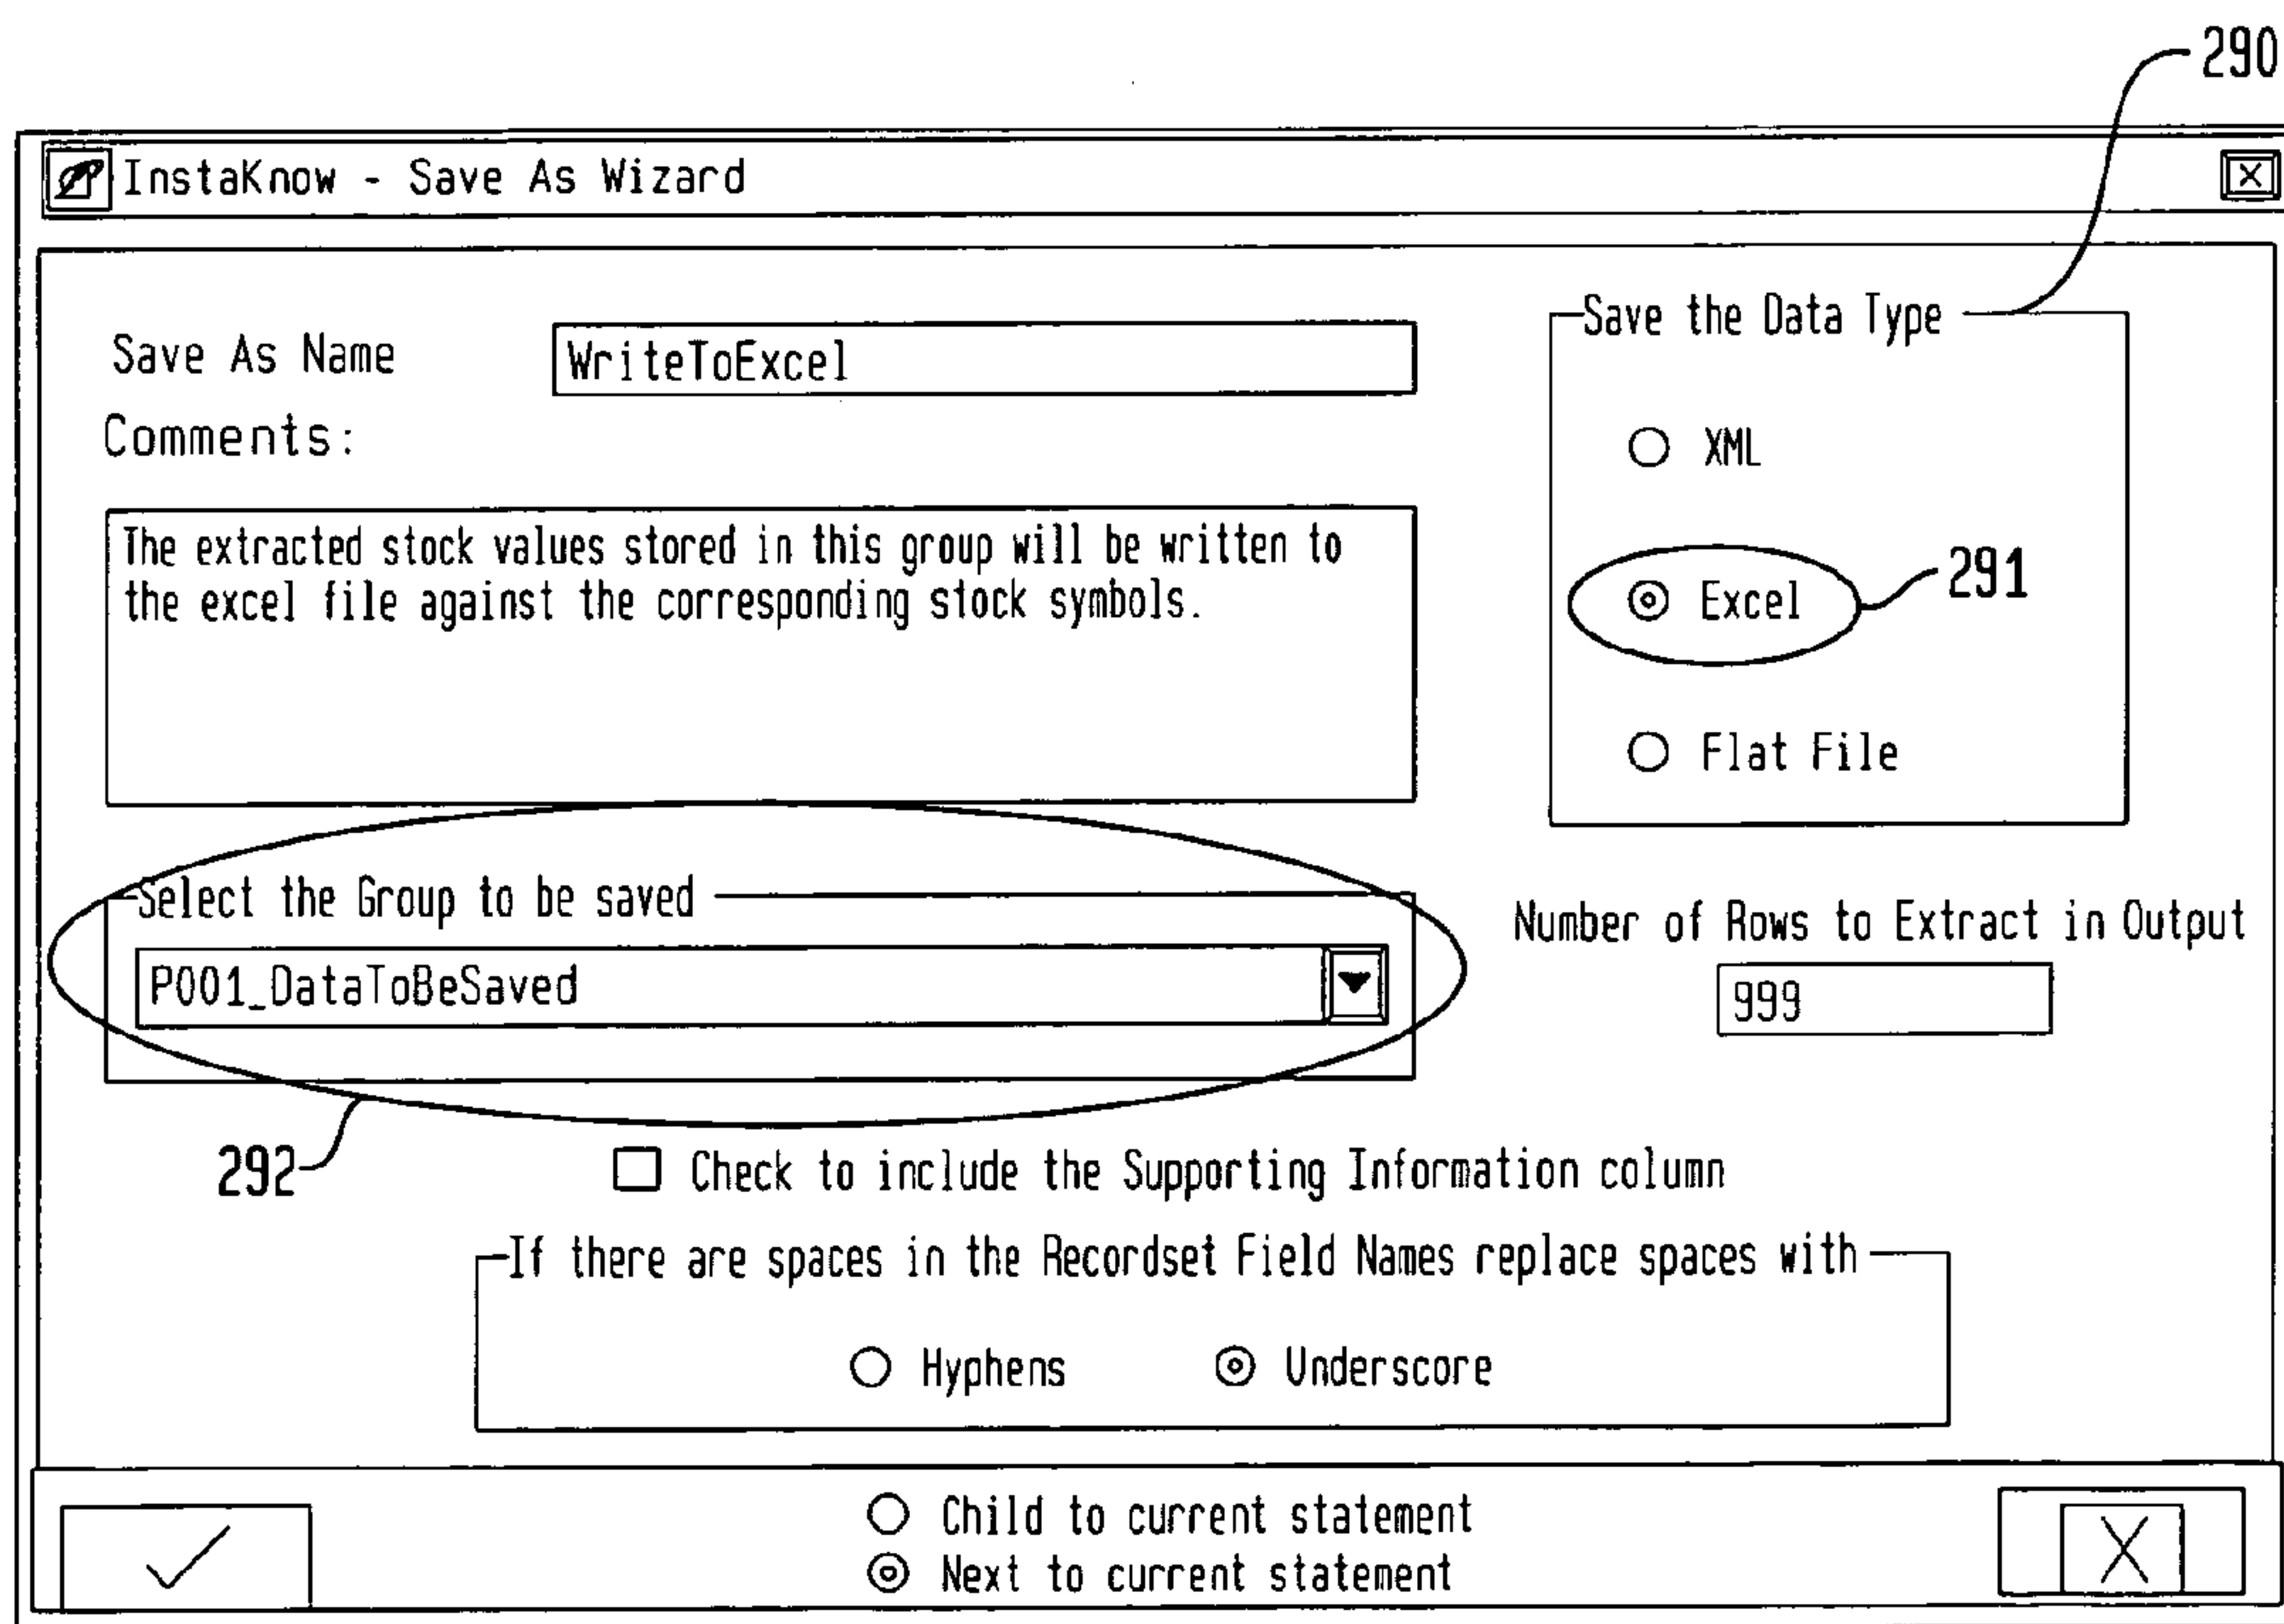 290
InstaKnow - Save As Wizard
Save As Name
WriteToExcel
Comments:
The extracted stock values stored in this group will be written to
the excel file against the corresponding stock symbols.
Save the Data Type
XML
Excel
291
Flat File
Select the Group to be saved
P001_DataToBeSaved
Number of Rows to Extract in Output
999
292
Check to include the Supporting Information column
If there are spaces in the Recordset Field Names replace spaces with
Hyphens
Underscore
Child to current statement
Next to current statement